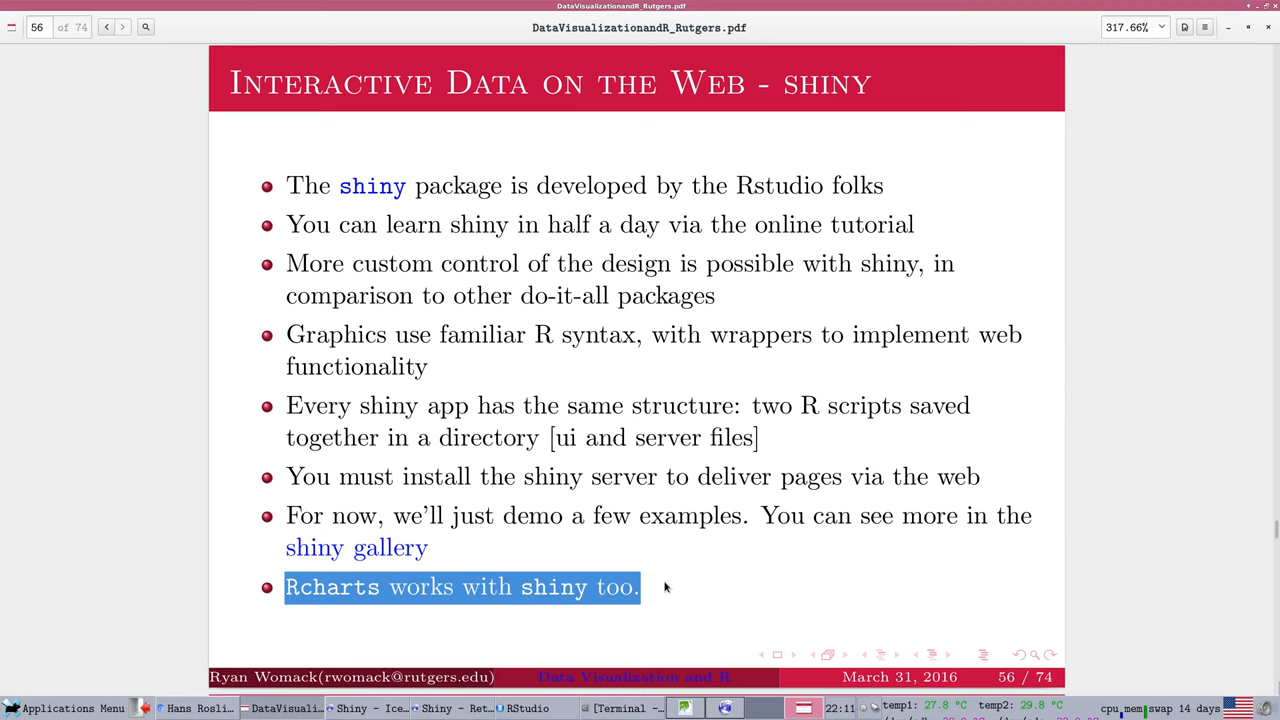 DataVisualizationandR_Rutgers.pdf
56 of 74
DataVisualizationandR_Rutgers.pdf
317.66%
Interactive Data on the Web - shiny
The shiny package is developed by the Rstudio folks
You can learn shiny in half a day via the online tutorial
More custom control of the design is possible with shiny, in
comparison to other do-it-all packages
Graphics use familiar R syntax, with wrappers to implement web
functionality
Every shiny app has the same structure: two R scripts saved
together in a directory [ui and server files]
You must install the shiny server to deliver pages via the web
For now, we'll just demo a few examples. You can see more in the
shiny gallery
Rcharts works with shiny too.
Ryan Womack(rwomack@rutgers.edu) Data Visualization and R March 31, 2016 56 / 74
Applications Menu Hans Rosli... DataVisuali... Shiny - Ice... Shiny - Ret... RStudio [Terminal -... 22:11 temp1: 27.8 °C temp2: 29.8 °C
cpu mem swap 14 days